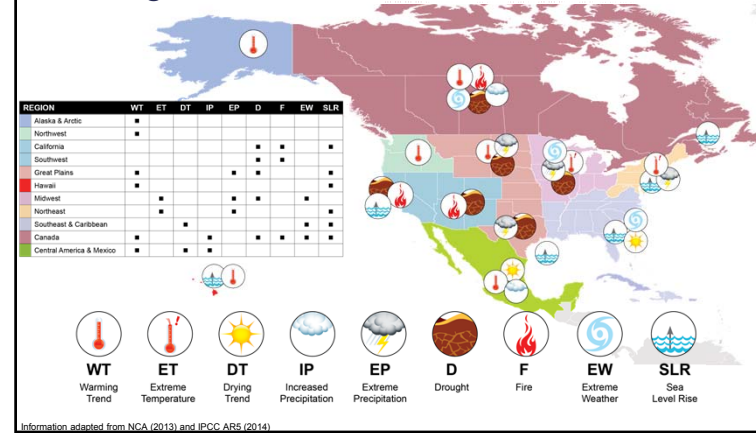 REGION WT ET DT IP EP D F EW SLR
Alaska & Arctic ■
Northwest ■
California ■ ■ ■
Southwest ■ ■
Great Plains ■ ■ ■ ■
Hawaii ■ ■
Midwest ■ ■ ■ ■
Northeast ■ ■ ■
Southeast & Caribbean ■ ■ ■
Canada ■ ■ ■ ■ ■ ■
Central America & Mexico ■ ■ ■
WT ET DT IP EP D F EW SLR
Warming Extreme Drying Increased Extreme Drought Fire Extreme Sea
Trend Temperature Trend Precipitation Precipitation Weather Level Rise
Information adapted from NCA (2013) and IPCC AR5 (2014)